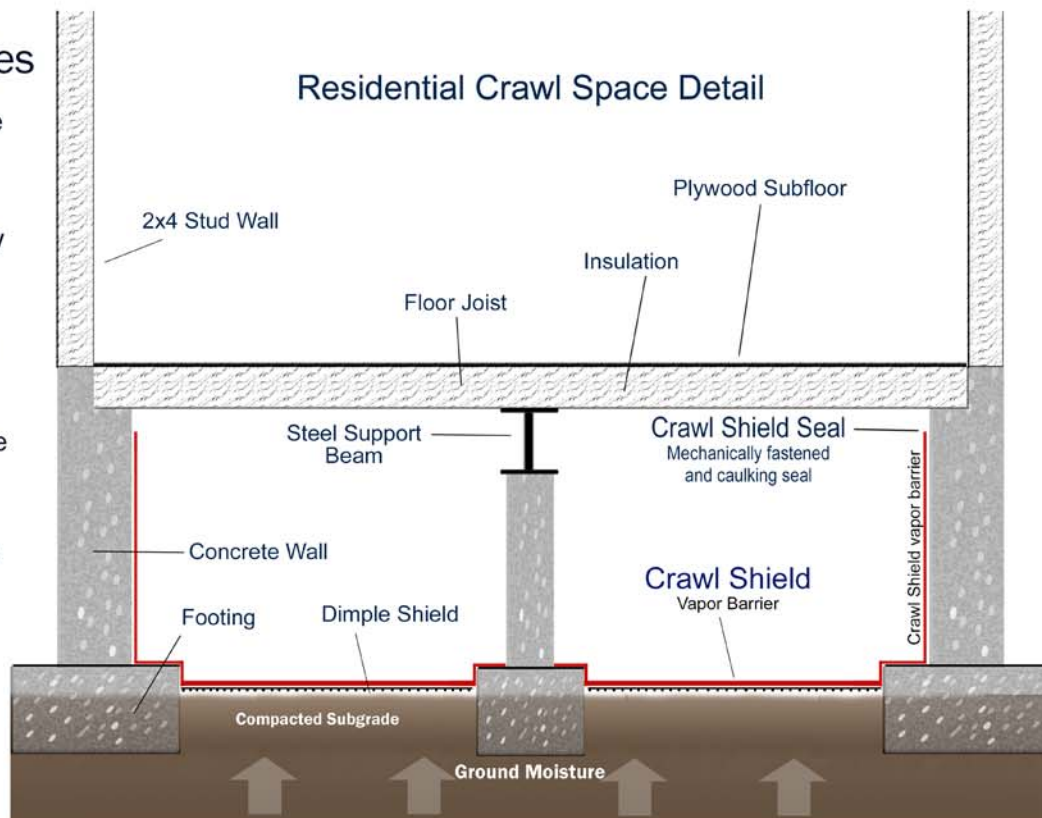 es
e
Residential Crawl Space Detail
Plywood Subfloor
2x4 Stud Wall
Insulation
Floor Joist
Steel Support
Beam
Crawl Shield Seal
Mechanically fastened
and caulking seal
e
Crawl Shield vapor barrier
Concrete Wall
Crawl Shield
Vapor Barrier
Footing
Dimple Shield
Compacted Subgrade
Ground Moisture